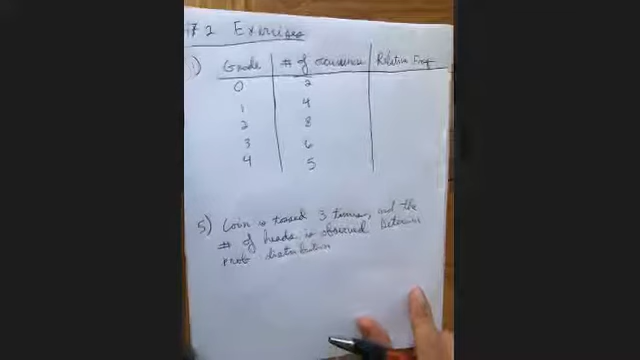 7.2 Exercises
1) Grade # of occurrences Relative Freq
0 2
1 4
2 8
3 6
4 5
5) Coin is tossed 3 times, and the
# of heads is observed. Determine
prob distribution